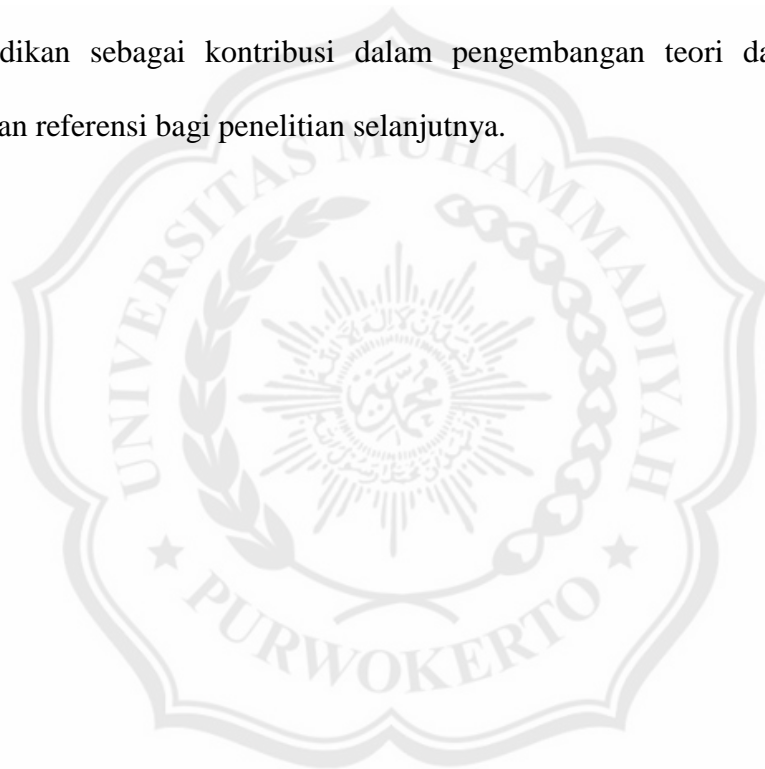 dikan sebagai kontribusi dalam pengembangan teori da
an referensi bagi penelitian selanjutnya.
UNIVERSITAS MUHAMMADIYAH
PURWOKERTO